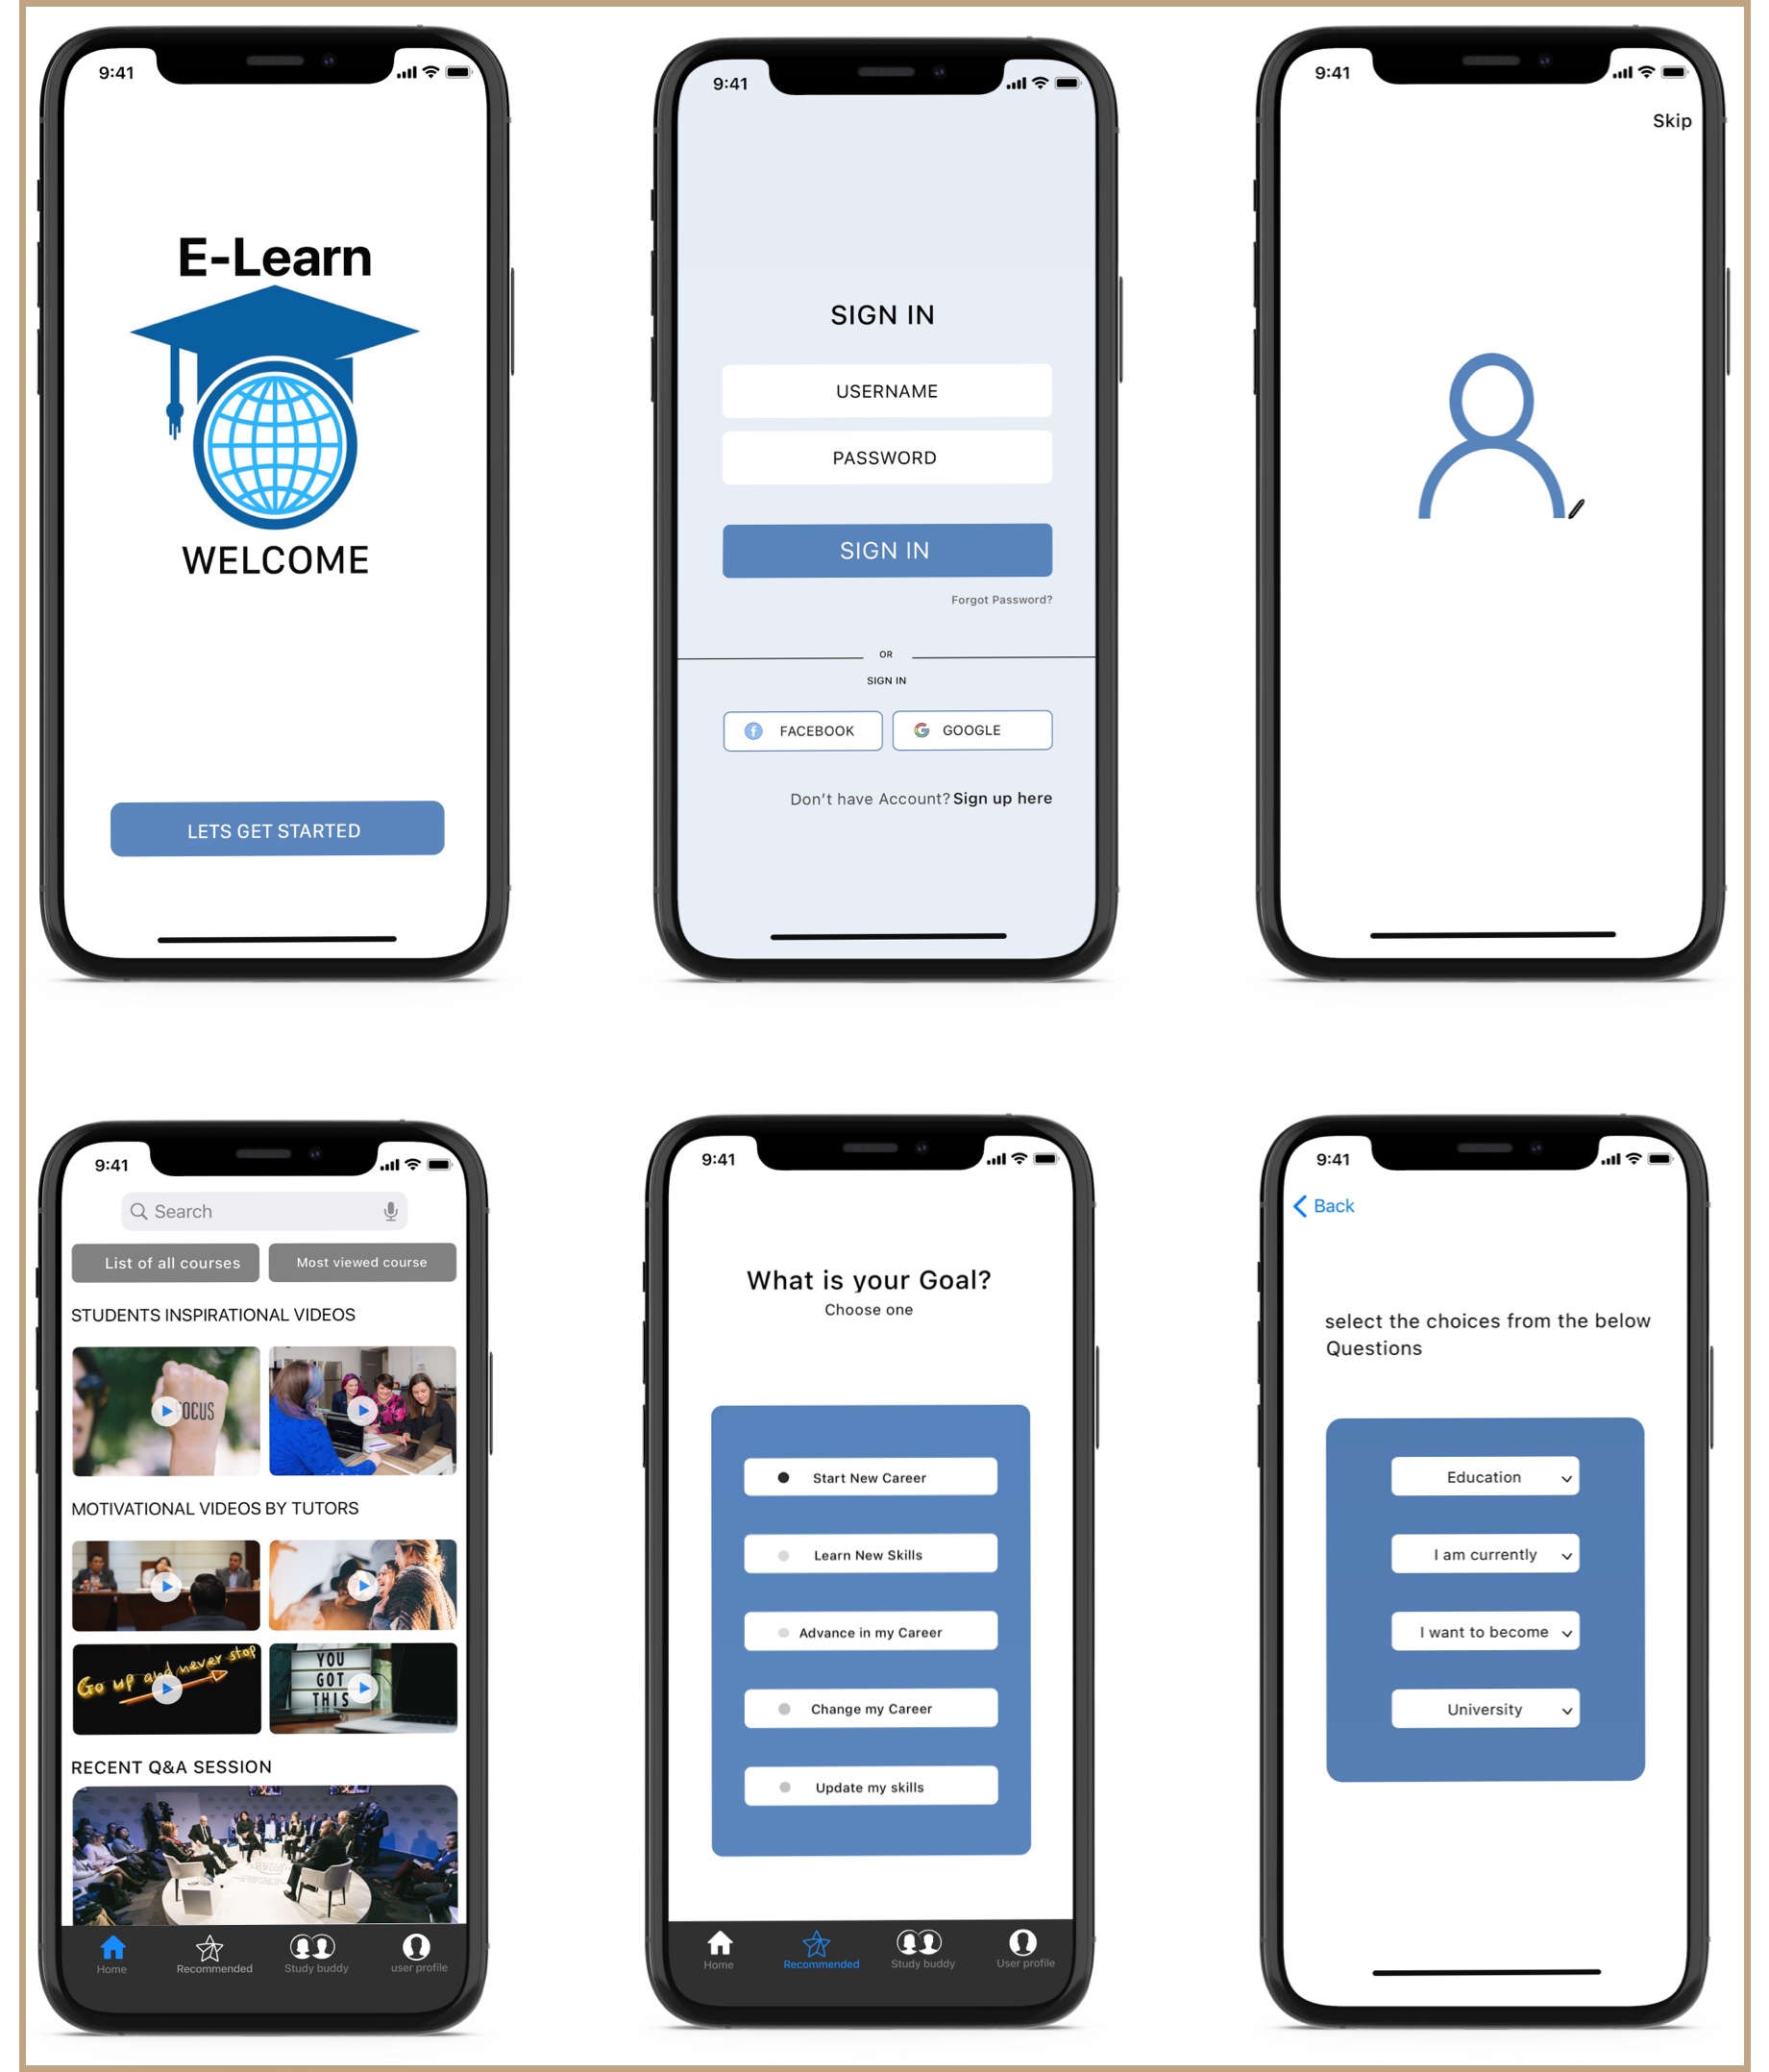 9:41
E-Learn
WELCOME
LETS GET STARTED
9:41
SIGN IN
USERNAME
PASSWORD
SIGN IN
Forgot Password?
OR
SIGN IN
FACEBOOK
GOOGLE
Don't have Account? Sign up here
9:41
Skip
9:41
Search
List of all courses
Most viewed course
STUDENTS INSPIRATIONAL VIDEOS
FOCUS
MOTIVATIONAL VIDEOS BY TUTORS
Go up and never stop
YOU
GOT
THIS
RECENT Q&A SESSION
Home
Recommended
Study buddy
user profile
9:41
What is your Goal?
Choose one
Start New Career
Learn New Skills
Advance in my Career
Change my Career
Update my skills
Home
Recommended
Study buddy
User profile
9:41
Back
select the choices from the below
Questions
Education
I am currently
I want to become
University